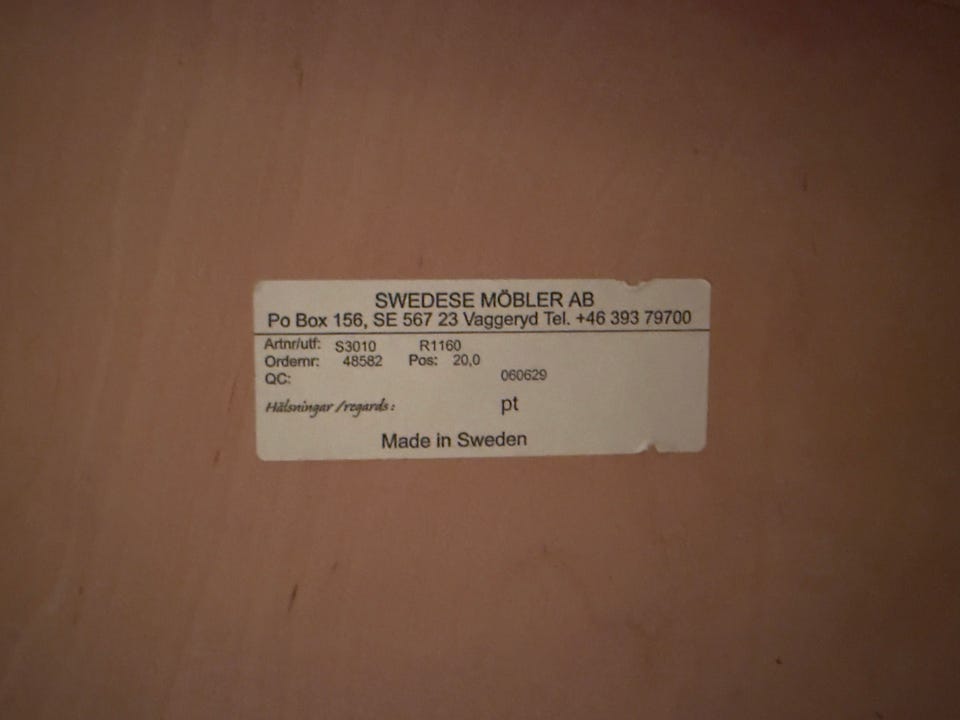 SWEDESE MÖBLER AB
Po Box 156, SE 567 23 Vaggeryd Tel. +46 393 79700
Artnr/utf: S3010 R1160
Ordernr: 48582 Pos: 20,0
QC: 060629
Hälsningar /regards: pt
Made in Sweden